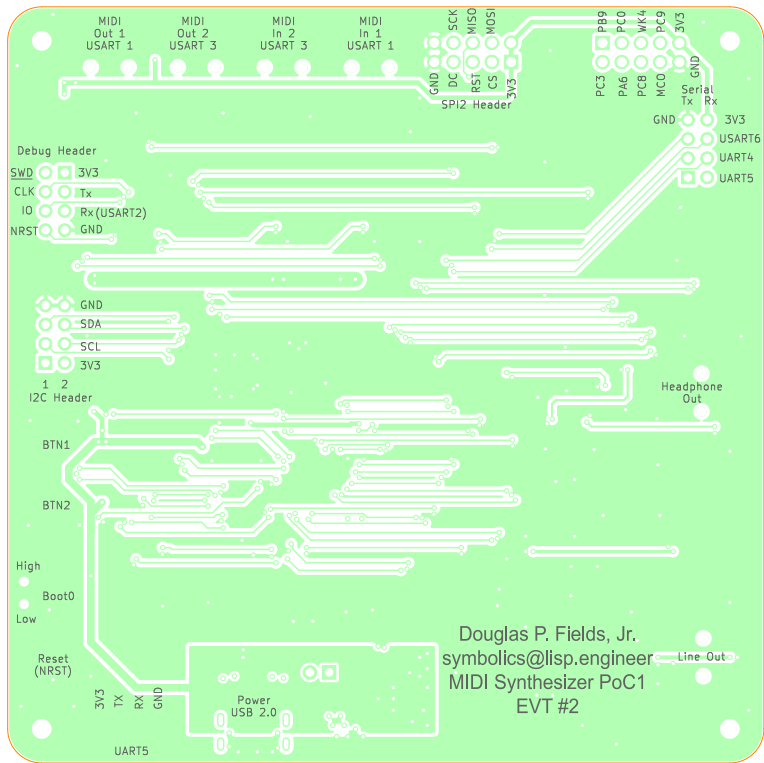 MIDI
Out 1
USART 1
MIDI
Out 2
USART 3
MIDI
In 2
USART 3
MIDI
In 1
USART 1
SCK
MISO
MOSI
GND
DC
RST
CS
3V3
SPI2 Header
PB9
PC0
WK4
PC9
3V3
PC3
PA6
PC8
MCO
GND
Serial
Tx Rx
GND 3V3
USART6
UART4
UART5
Debug Header
SWD 3V3
CLK Tx
IO Rx(USART2)
NRST GND
GND
SDA
SCL
3V3
1 2
I2C Header
Headphone
Out
BTN1
BTN2
High
Boot0
Low
Reset
(NRST)
3V3
TX
RX
GND
UART5
Power
USB 2.0
Douglas P. Fields, Jr.
symbolics@lisp.engineer
MIDI Synthesizer PoC1
EVT #2
Line Out